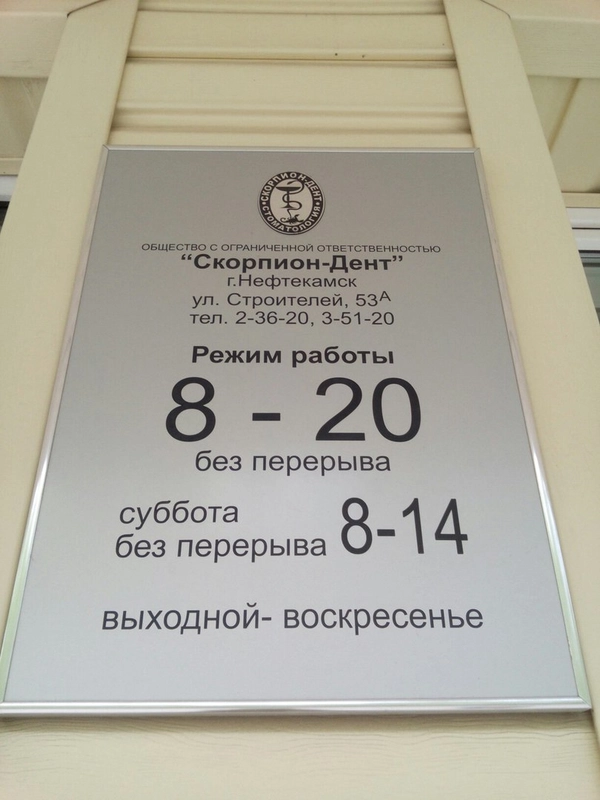 СКОРПИОН-ДЕНТ
СТОМАТОЛОГИЯ
ОБЩЕСТВО С ОГРАНИЧЕННОЙ ОТВЕТСТВЕННОСТЬЮ
"Скорпион-Дент"
г.Нефтекамск
ул. Строителей, 53А
тел. 2-36-20, 3-51-20
Режим работы
8 - 20
без перерыва
суббота
без перерыва 8-14
выходной- воскресенье